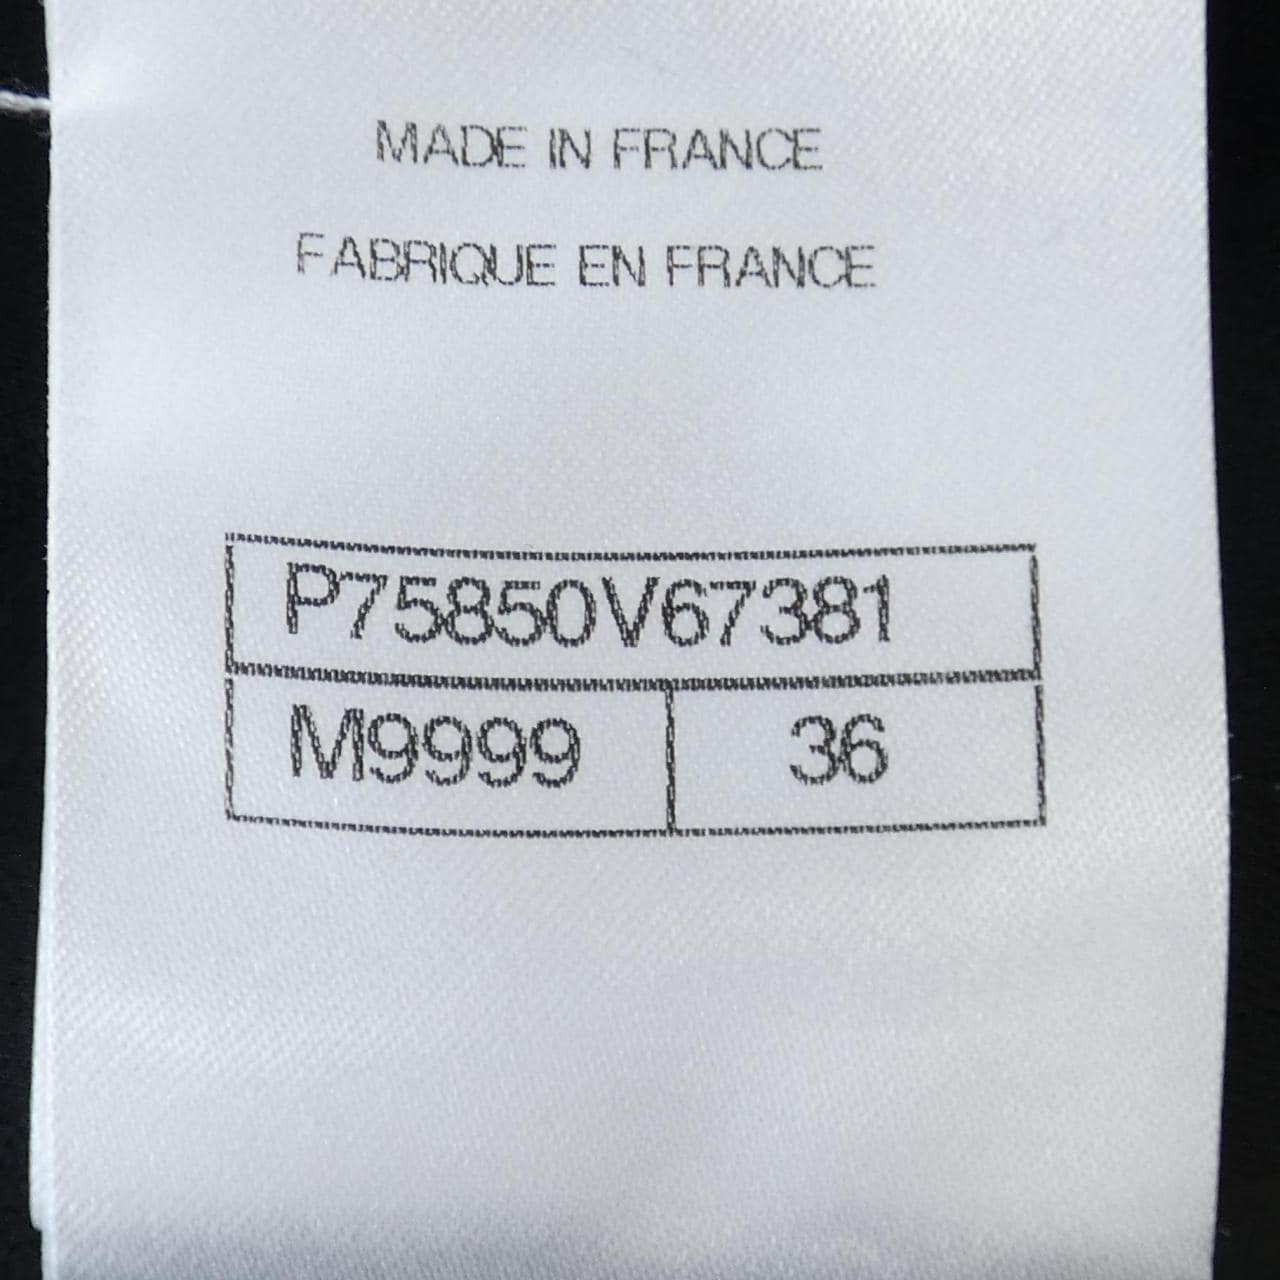 MADE IN FRANCE
FABRIQUE EN FRANCE
P75850V67381
M9999 36